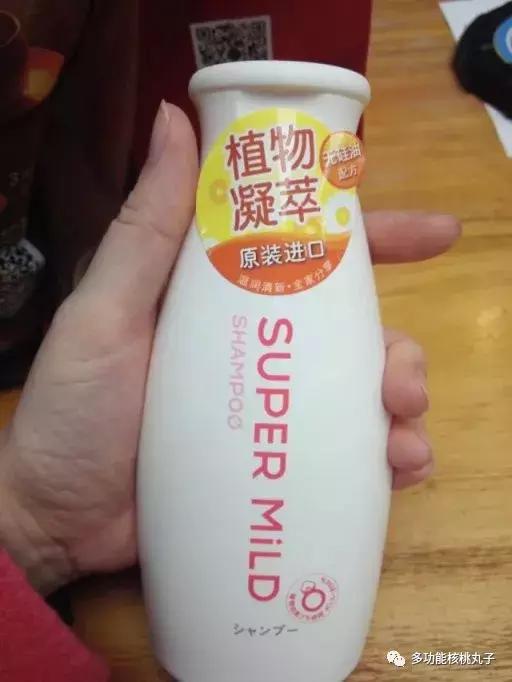 植物
凝萃
无硅油
配方
原装进口
滋润清新·全家分享
SUPER MiLD
SHAMPOO
シャンプー
多功能核桃丸子